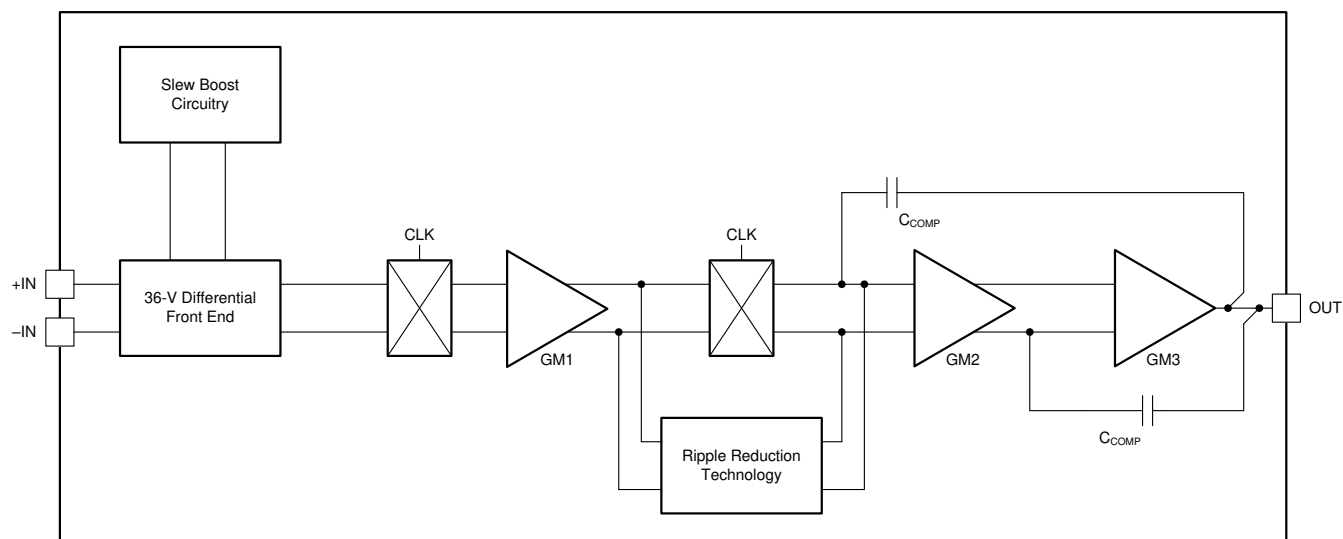 Slew Boost
Circuitry
CLK
CLK
C_COMP
+IN
–IN
36-V Differential
Front End
GM1
GM2
GM3
OUT
Ripple Reduction
Technology
C_COMP